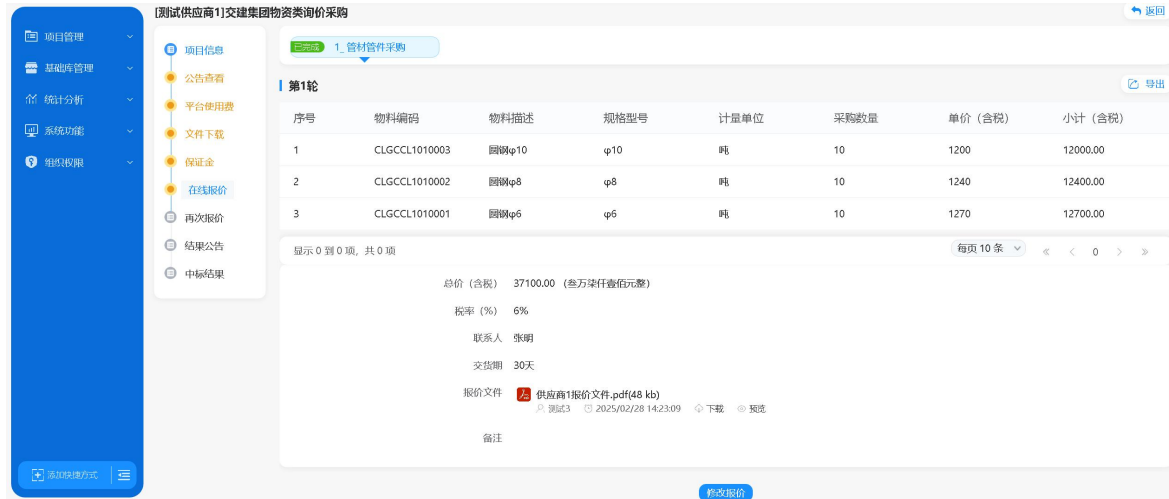 [测试供应商1]交建集团物资类询价采购
返回
项目管理
基础库管理
统计分析
系统功能
组织权限
添加快捷方式
项目信息
公告查看
平台使用费
文件下载
保证金
在线报价
再次报价
结果公告
中标结果
已完成 1_管材管件采购
第1轮
导出
序号 物料编码 物料描述 规格型号 计量单位 采购数量 单价（含税） 小计（含税）
1 CLGCCL1010003 圆钢φ10 φ10 吨 10 1200 12000.00
2 CLGCCL1010002 圆钢φ8 φ8 吨 10 1240 12400.00
3 CLGCCL1010001 圆钢φ6 φ6 吨 10 1270 12700.00
显示 0 到 0 项，共 0 项 每页 10 条 « < 0 > »
总价（含税） 37100.00 （叁万柒仟壹佰元整）
税率（%） 6%
联系人 张明
交货期 30天
报价文件 供应商1报价文件.pdf(48 kb)
测试3 2025/02/28 14:23:09 下载 预览
备注
修改报价